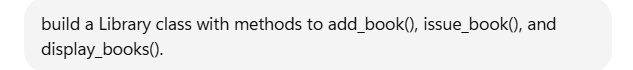 build a Library class with methods to add_book(), issue_book(), and
display_books().